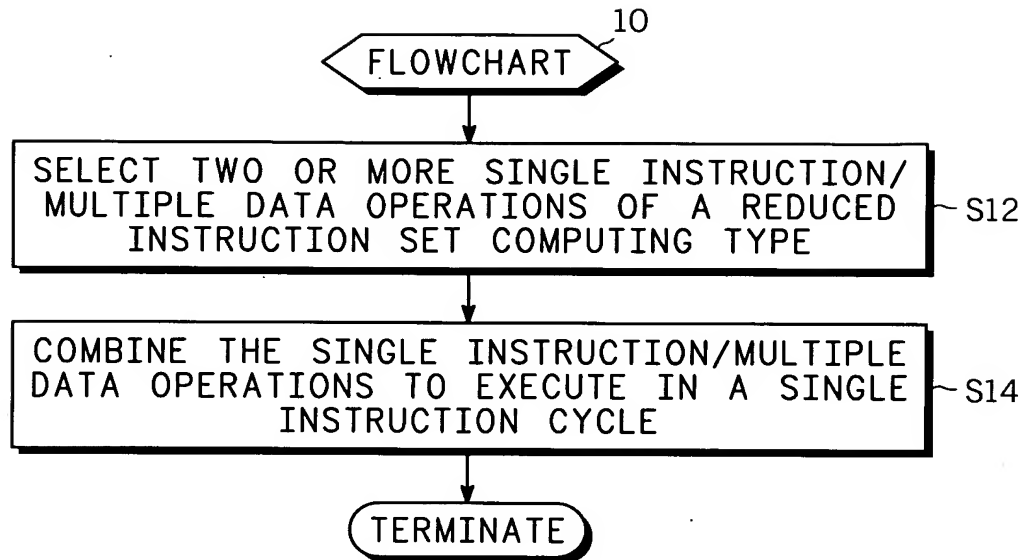 10
FLOWCHART
SELECT TWO OR MORE SINGLE INSTRUCTION/
MULTIPLE DATA OPERATIONS OF A REDUCED
INSTRUCTION SET COMPUTING TYPE
S12
COMBINE THE SINGLE INSTRUCTION/MULTIPLE
DATA OPERATIONS TO EXECUTE IN A SINGLE
INSTRUCTION CYCLE
S14
TERMINATE